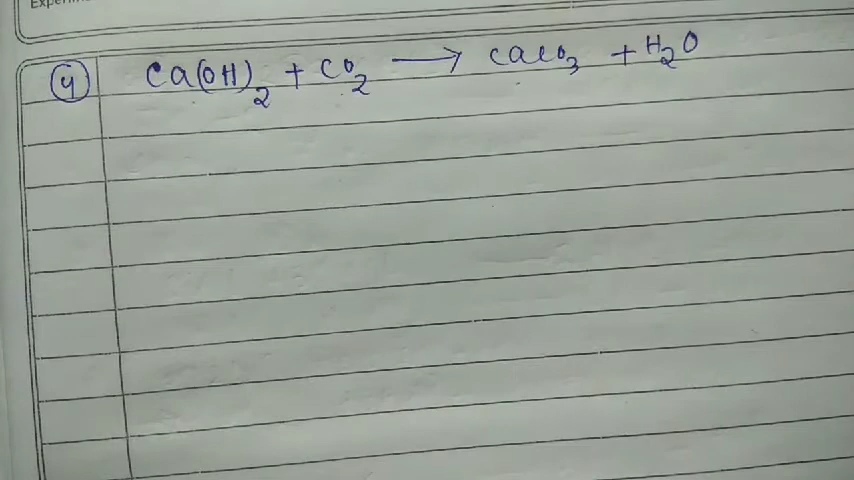 4 Ca(OH)₂ + CO₂ ⟶ CaCO₃ + H₂O